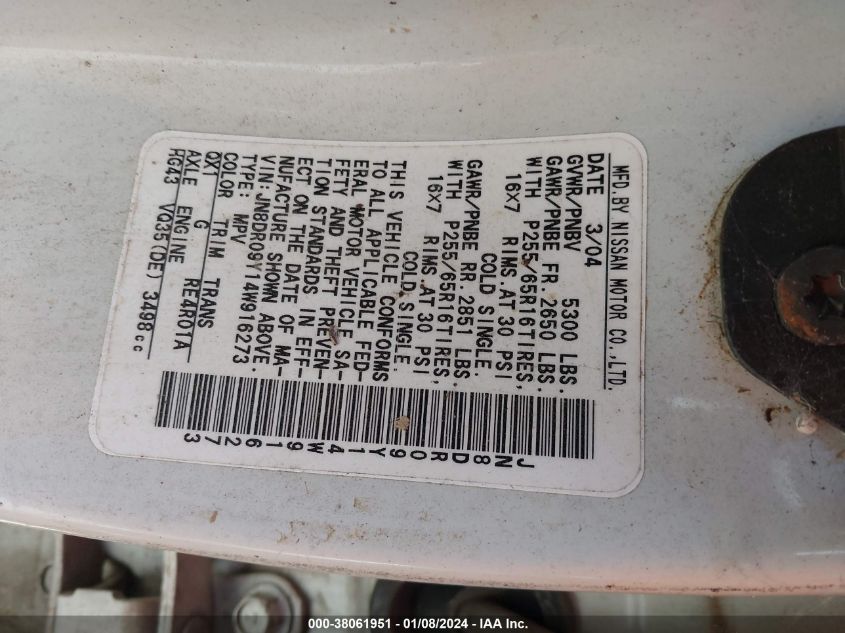 MFD.BY NISSAN MOTOR CO.,LTD.
DATE 3/04
GVWR/PNBV 5300 LBS.
GAWR/PNBE FR.2650 LBS.
WITH P255/65R16TIRES,
16X7 RIMS.AT 30 PSI
COLD SINGLE
GAWR/PNBE RR.2851 LBS.
WITH P255/65R16TIRES,
16X7 RIMS.AT 30 PSI
COLD.SINGLE.
THIS VEHICLE CONFORMS
TO ALL APPLICABLE FED-
ERAL MOTOR VEHICLE SA-
FETY AND THEFT PREVEN-
TION STANDARDS IN EFF-
ECT ON THE DATE OF MA-
NUFACTURE SHOWN ABOVE.
VIN:JN8DR09Y14W916273.
TYPE: MPV
COLOR TRIM TRANS
QX1 G RE4R01A
AXLE ENGINE
HG43 VQ35(DE) 3498cc
JN8DR09Y14W916273
000-38061951 - 01/08/2024 - IAA Inc.